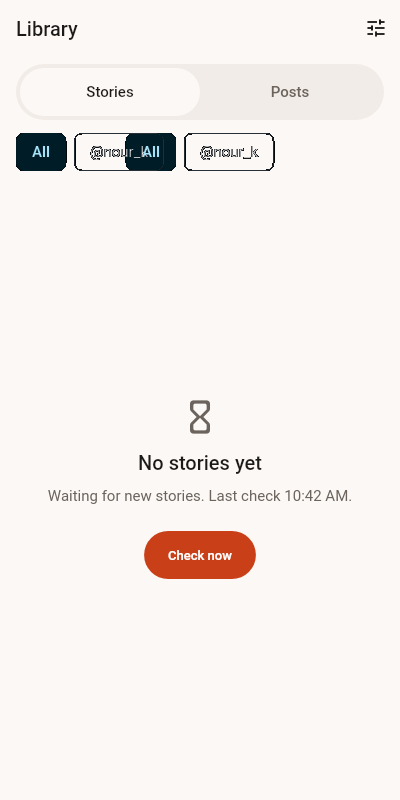 Library
Stories Posts
All @nour_k All @nour_k
No stories yet
Waiting for new stories. Last check 10:42 AM.
Check now